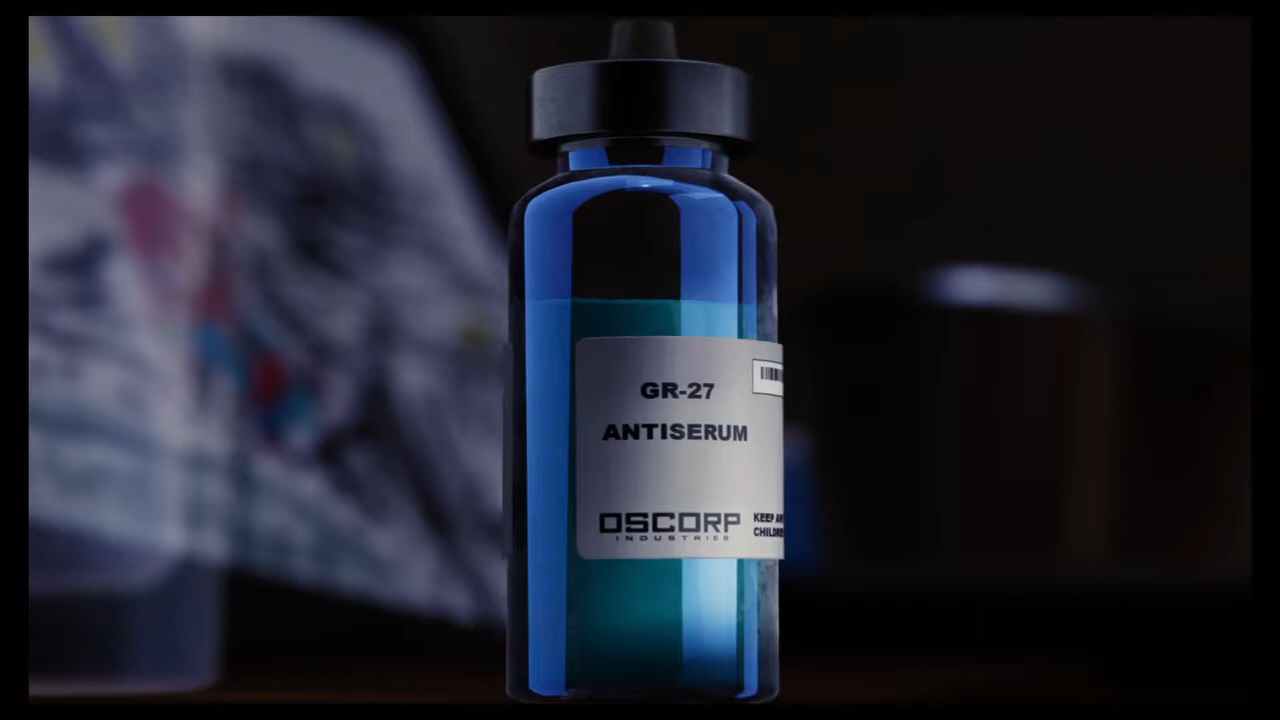 GR-27
ANTISERUM
OSCORP
INDUSTRIES
KEEP